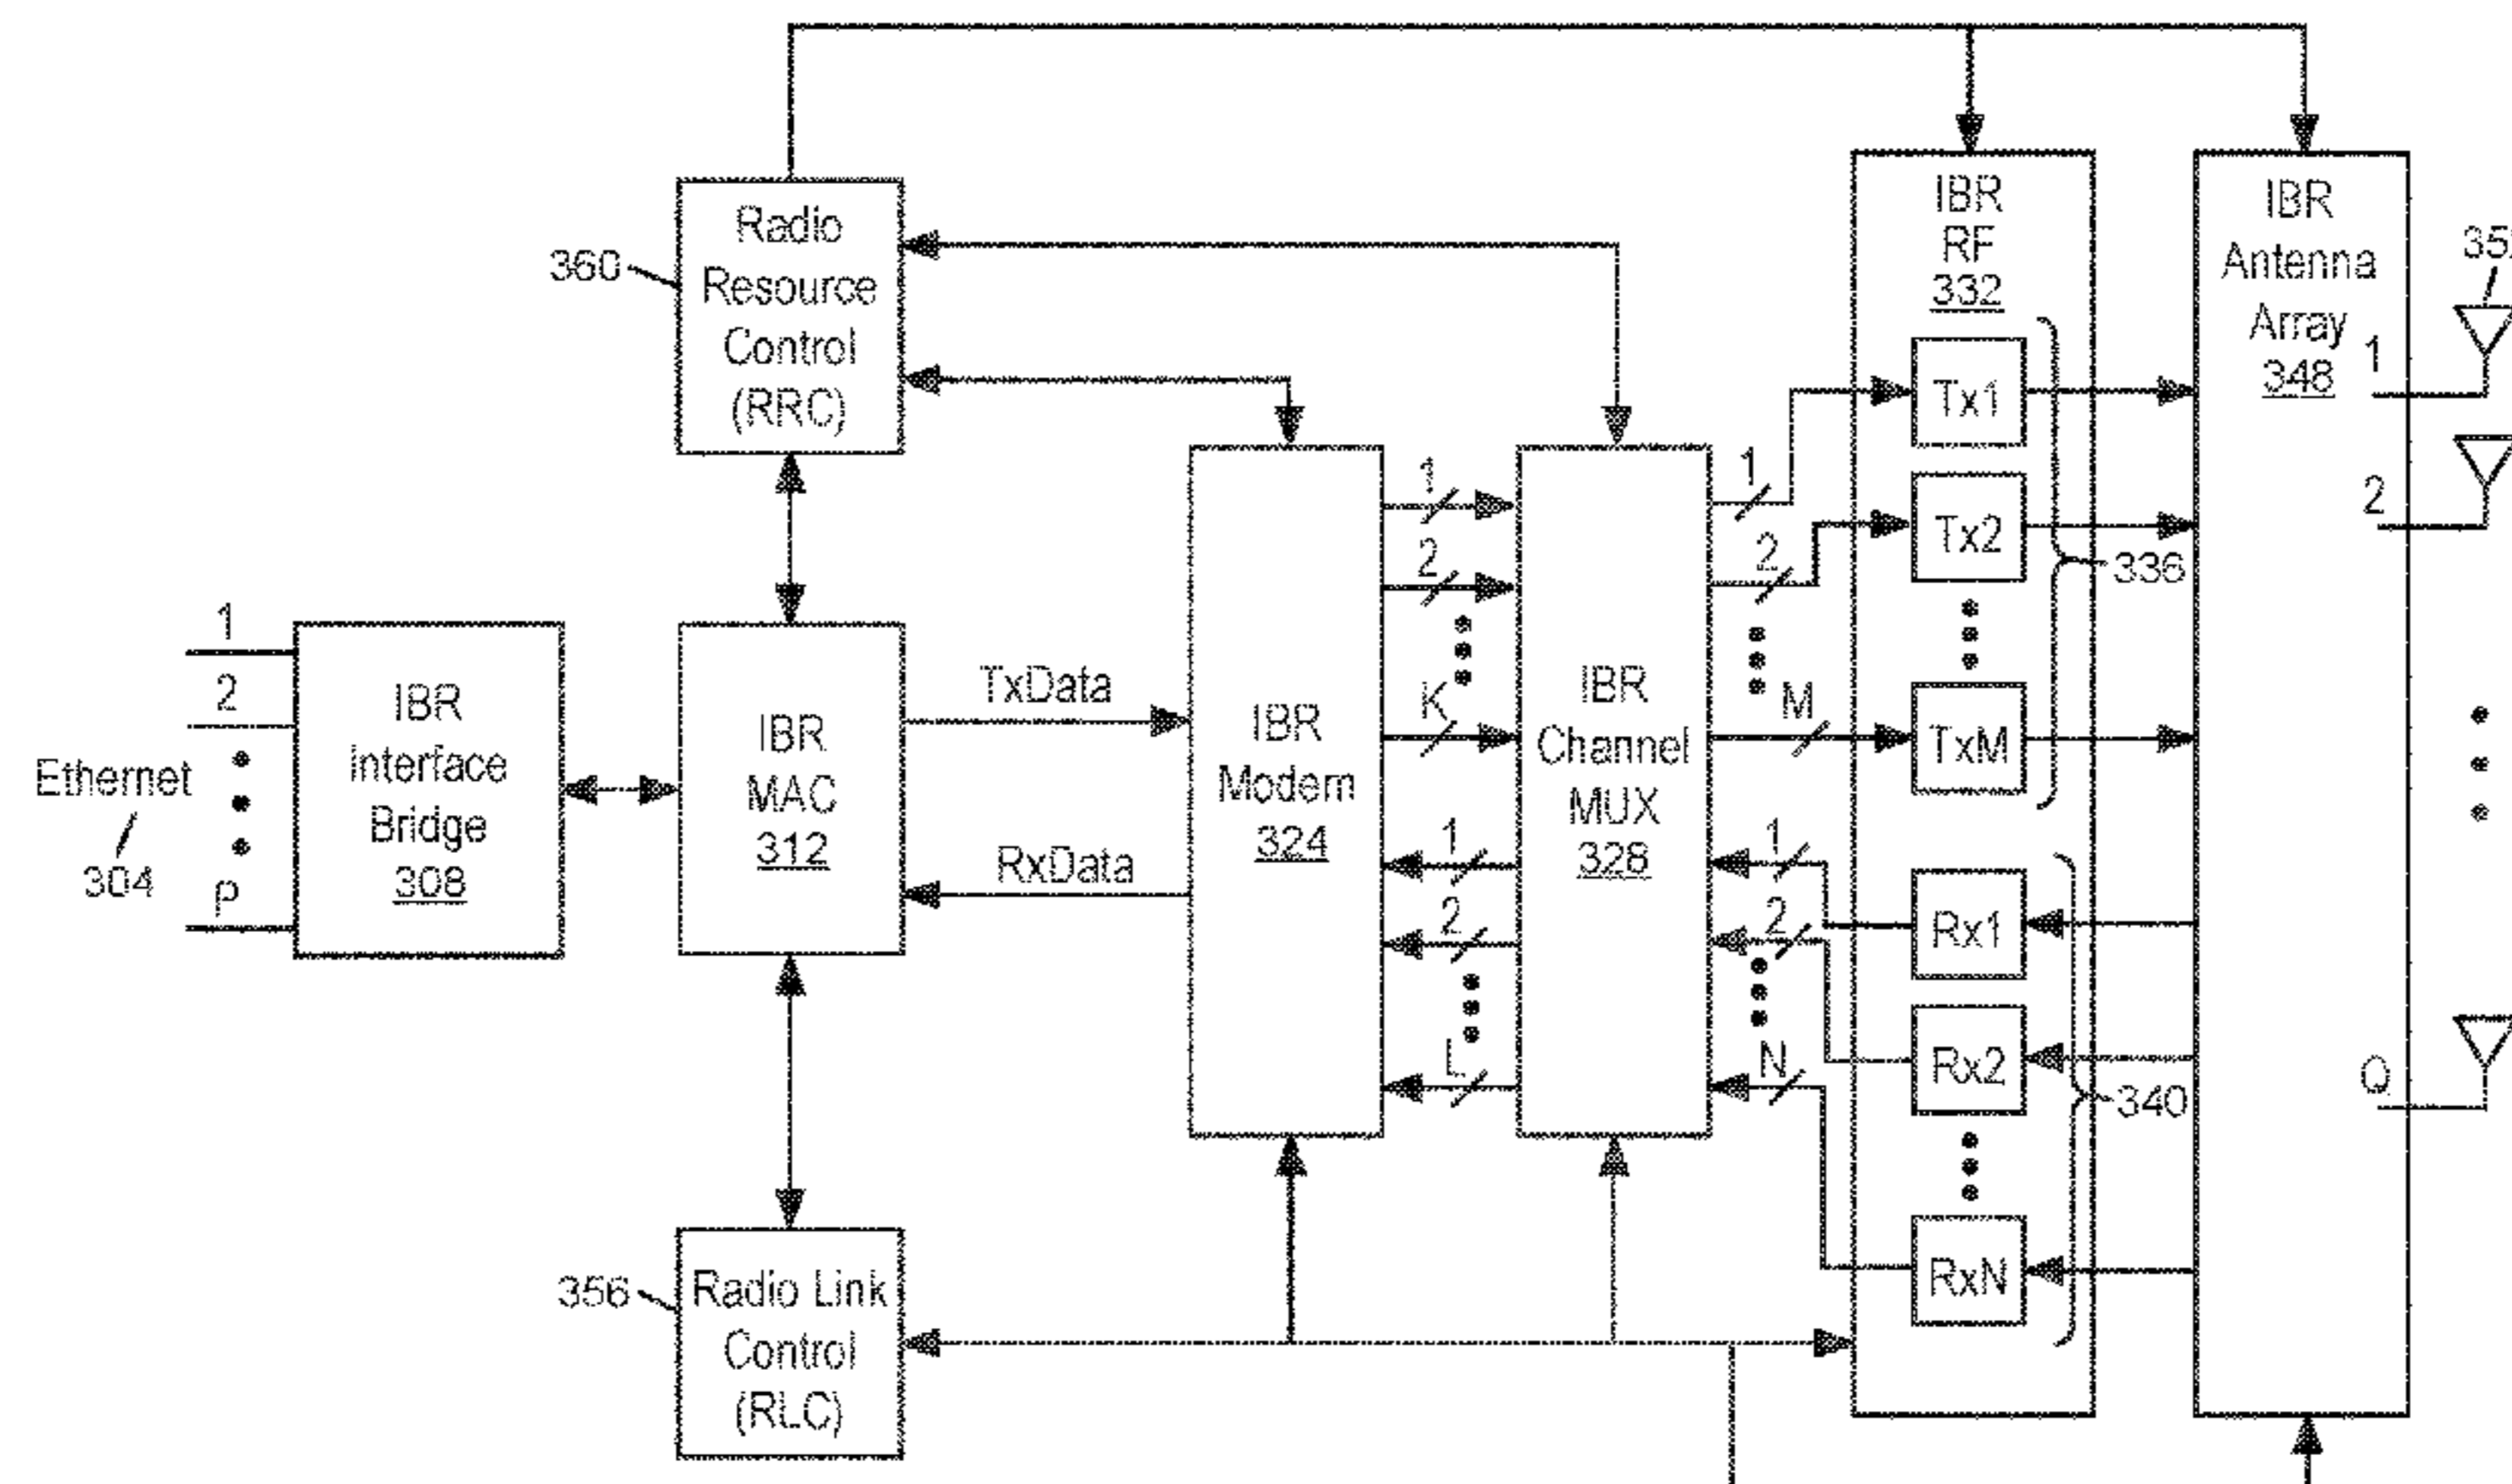 360
Radio
Resource
Control
(RRC)
IBR
RF
332
IBR
Antenna
Array
348
1
2
Q
Tx1
Tx2
TxM
336
Rx1
Rx2
RxN
340
Ethernet
304
1
2
P
IBR
Interface
Bridge
308
IBR
MAC
312
TxData
RxData
IBR
Modem
324
1
2
K
1
2
L
IBR
Channel
MUX
328
1
2
M
1
2
N
356
Radio Link
Control
(RLC)